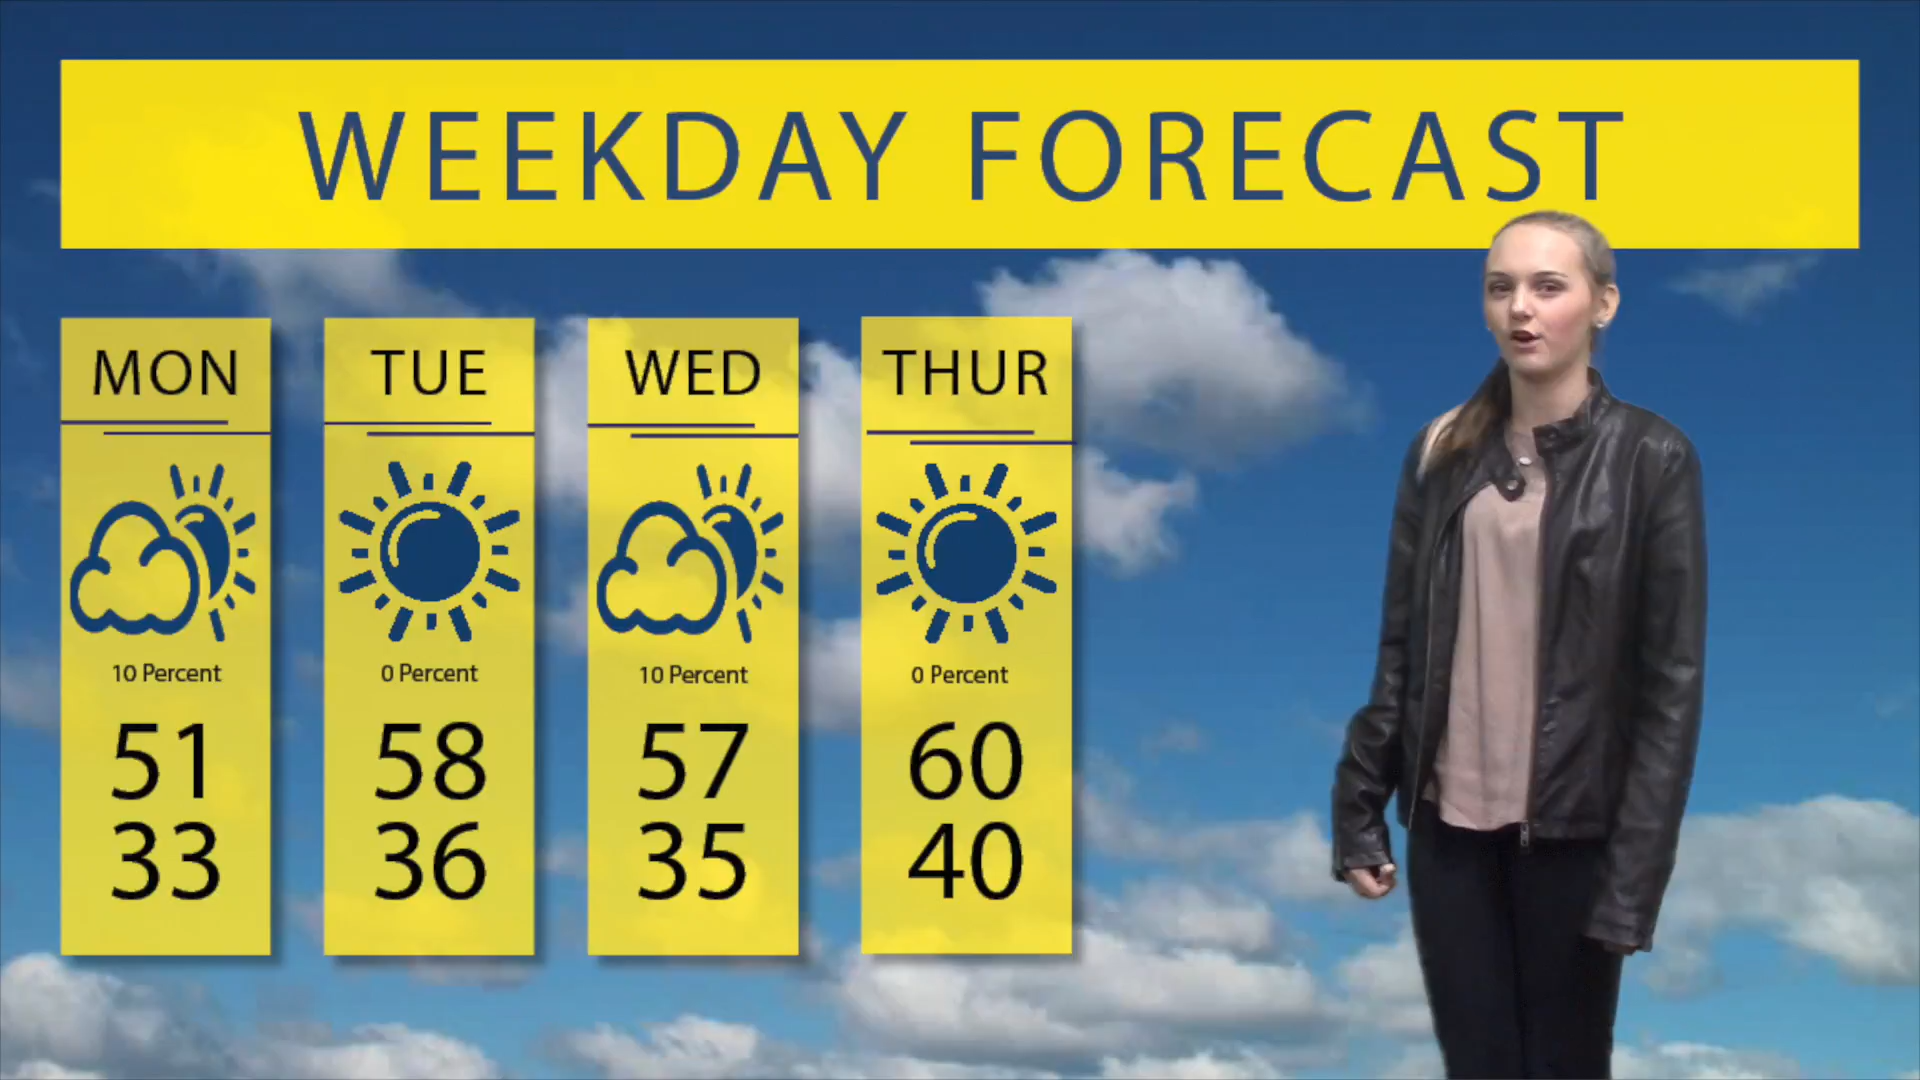 WEEKDAY FORECAST
MON
10 Percent
51
33
TUE
0 Percent
58
36
WED
10 Percent
57
35
THUR
0 Percent
60
40